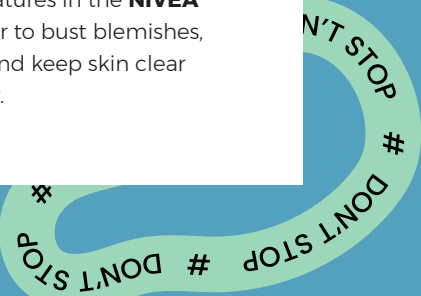 atures in the NIVEA
r to bust blemishes,
nd keep skin clear
N'T STOP
#
DON'T STOP
#
DON'T STOP
#